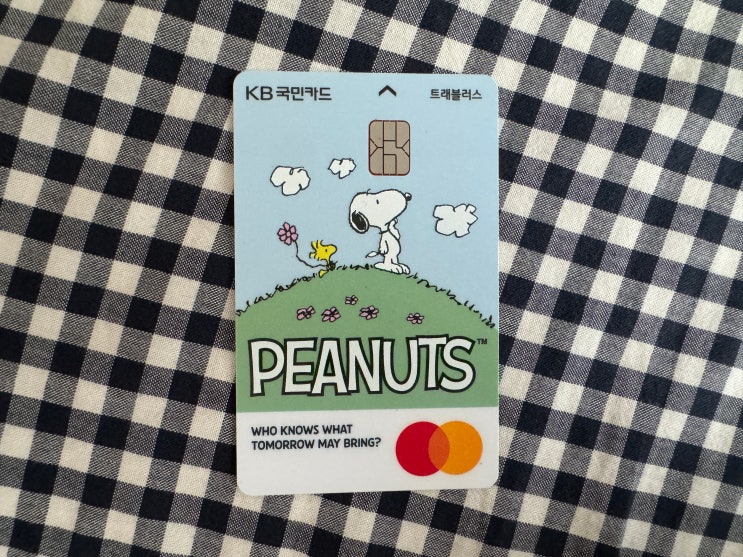 KB 국민카드
트래블러스
PEANUTS™
WHO KNOWS WHAT
TOMORROW MAY BRING?